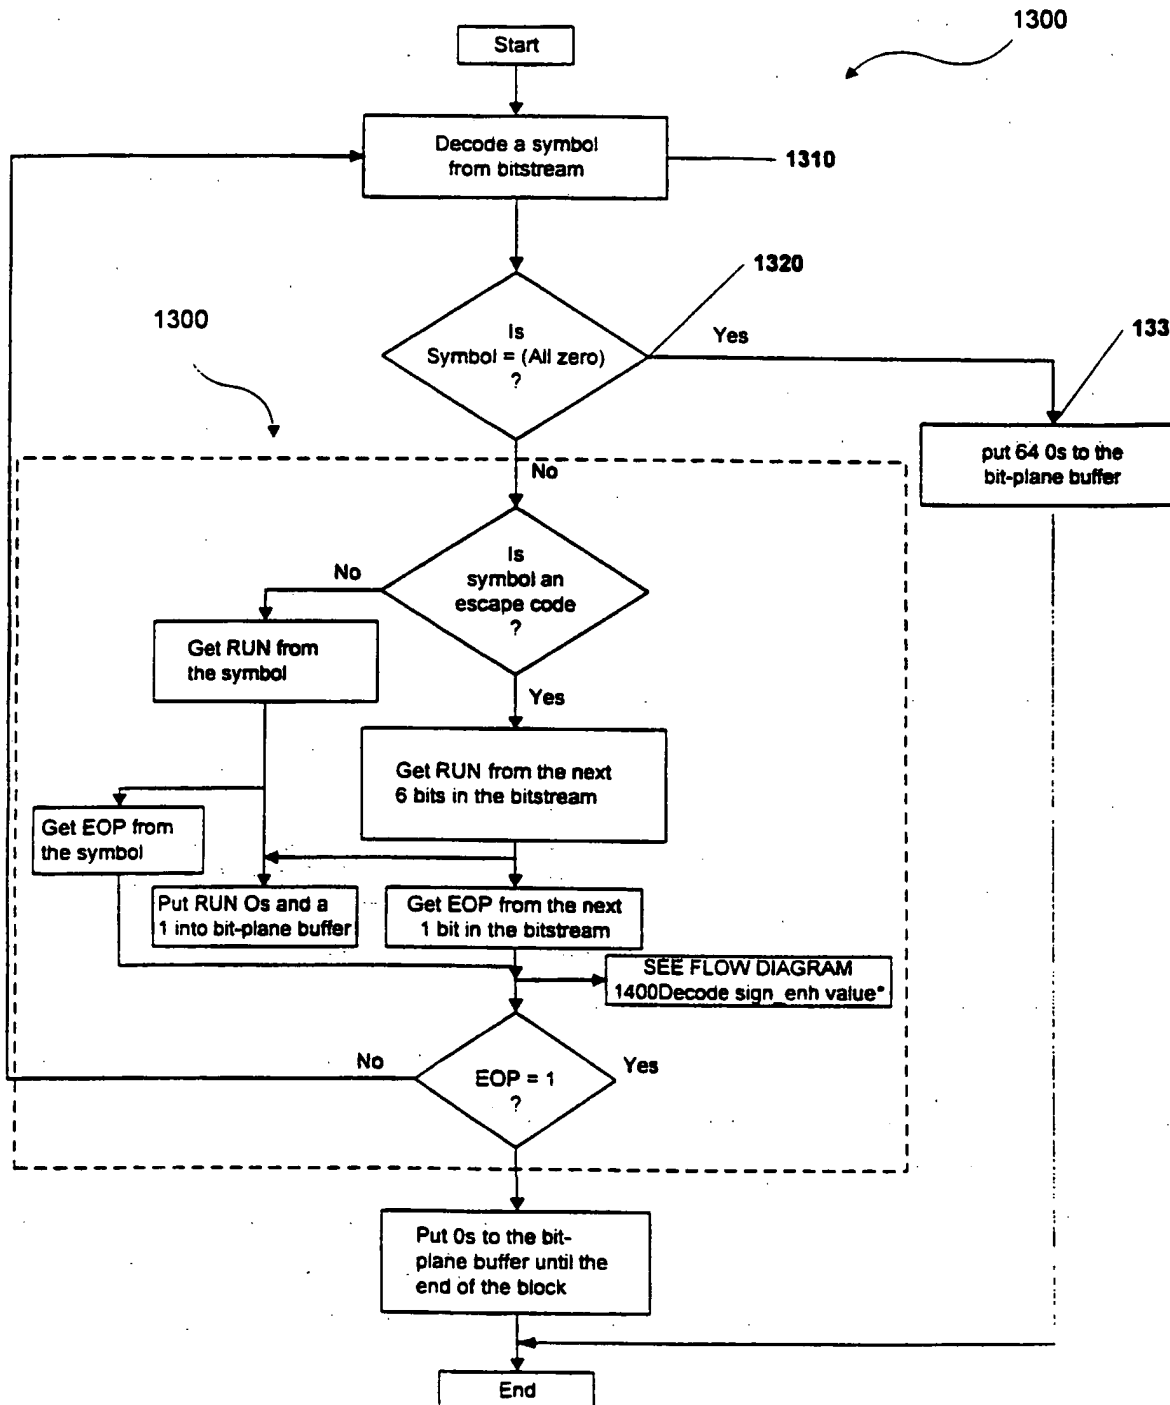 1300
Start
Decode a symbol
from bitstream
1310
1320
Is
Symbol = (All zero)
?
Yes
133
1300
put 64 0s to the
bit-plane buffer
No
Is
symbol an
escape code
?
No
Get RUN from
the symbol
Yes
Get RUN from the next
6 bits in the bitstream
Get EOP from
the symbol
Put RUN 0s and a
1 into bit-plane buffer
Get EOP from the next
1 bit in the bitstream
SEE FLOW DIAGRAM
1400Decode sign_enh value*
No
Yes
EOP = 1
?
Put 0s to the bit-
plane buffer until the
end of the block
End